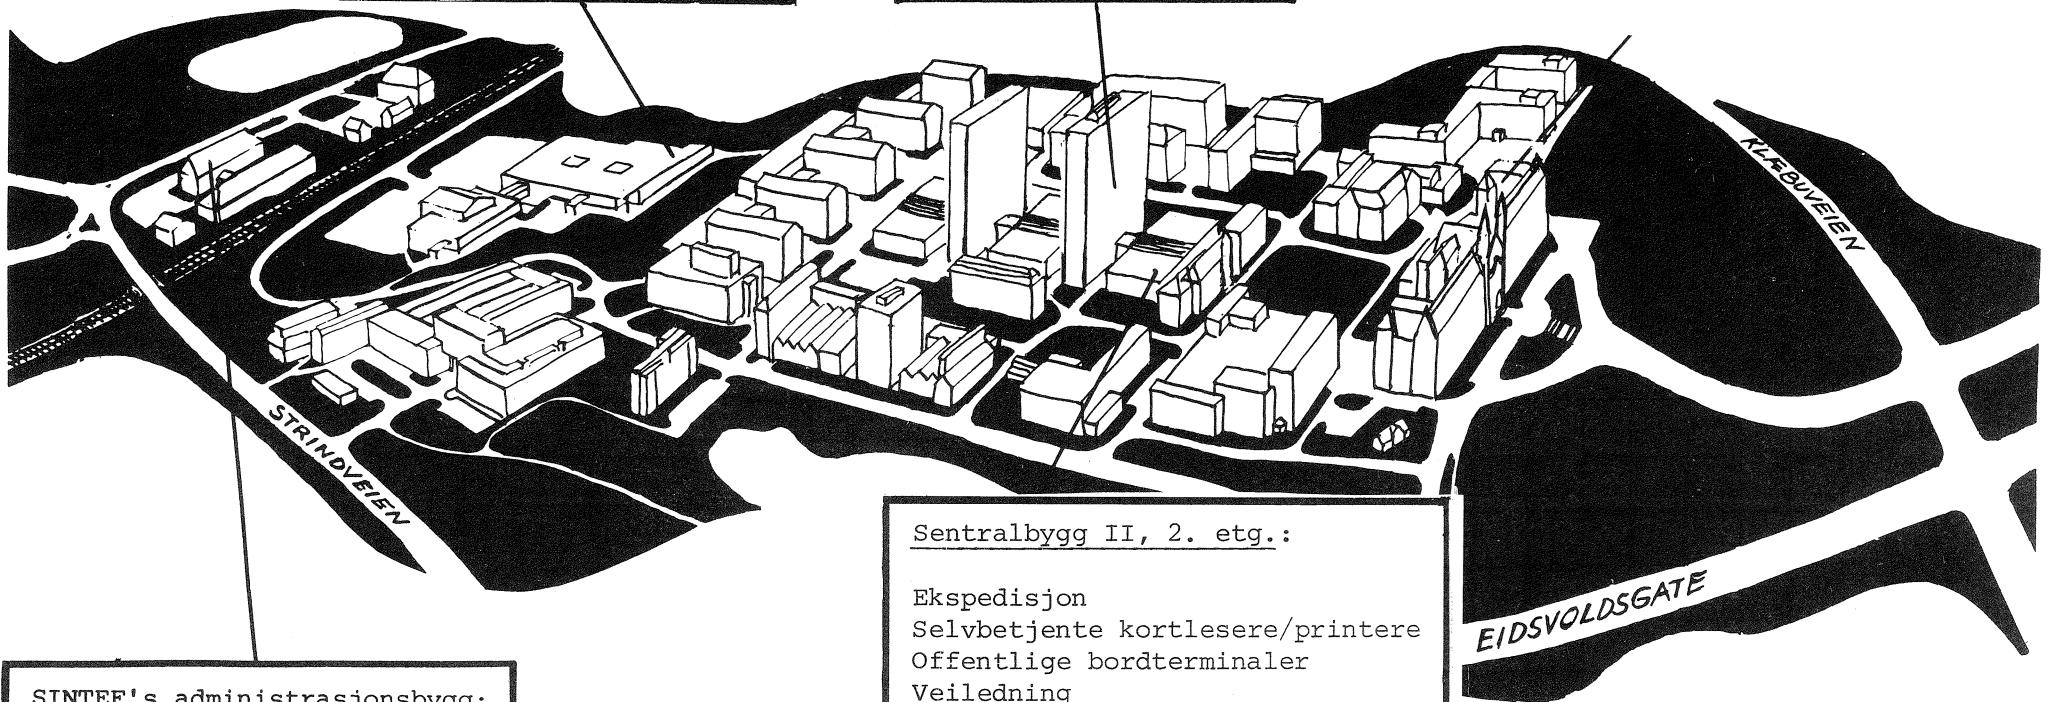 KLÆBUVEIEN
STRINDVEIEN
EIDSVOLDSGATE
Sentralbygg II, 2. etg.:
Ekspedisjon
Selvbetjente kortlesere/printere
Offentlige bordterminaler
Veiledning
SINTEF's administrasjonsbygg: